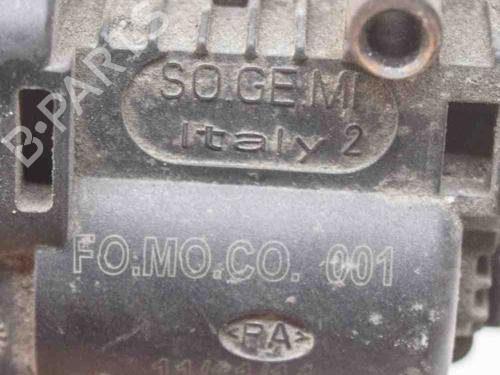 B-PARTS
SO.GE.MI
Italy 2
FO.MO.CO. 001
>PA<